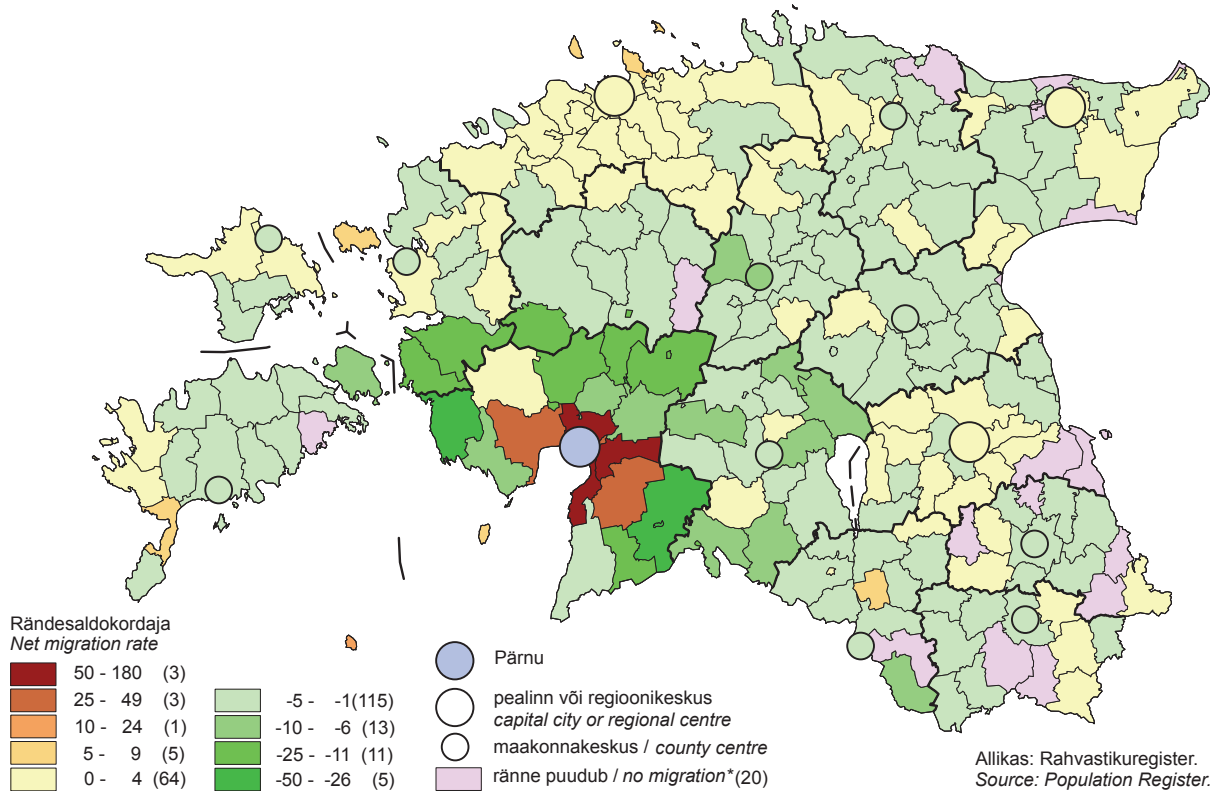 Rändesaldokordaja
Net migration rate
50 - 180 (3)
25 - 49 (3)
10 - 24 (1)
5 - 9 (5)
0 - 4 (64)
-5 - -1(115)
-10 - -6 (13)
-25 - -11 (11)
-50 - -26 (5)
Pärnu
pealinn või regioonikeskus
capital city or regional centre
maakonnakeskus / county centre
ränne puudub / no migration*(20)
Allikas: Rahvastikuregister.
Source: Population Register.